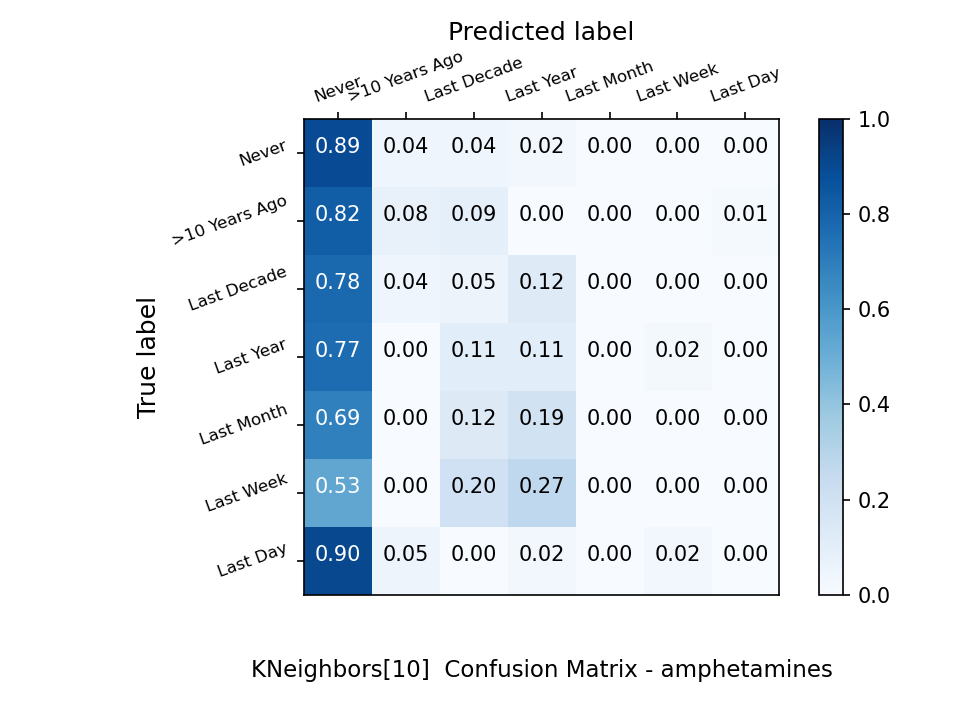 Predicted label
Never >10 Years Ago Last Decade Last Year Last Month Last Week Last Day
Never 0.89 0.04 0.04 0.02 0.00 0.00 0.00
>10 Years Ago 0.82 0.08 0.09 0.00 0.00 0.00 0.01
Last Decade 0.78 0.04 0.05 0.12 0.00 0.00 0.00
Last Year 0.77 0.00 0.11 0.11 0.00 0.02 0.00
Last Month 0.69 0.00 0.12 0.19 0.00 0.00 0.00
Last Week 0.53 0.00 0.20 0.27 0.00 0.00 0.00
Last Day 0.90 0.05 0.00 0.02 0.00 0.02 0.00
True label
1.0
0.8
0.6
0.4
0.2
0.0
KNeighbors[10]  Confusion Matrix - amphetamines